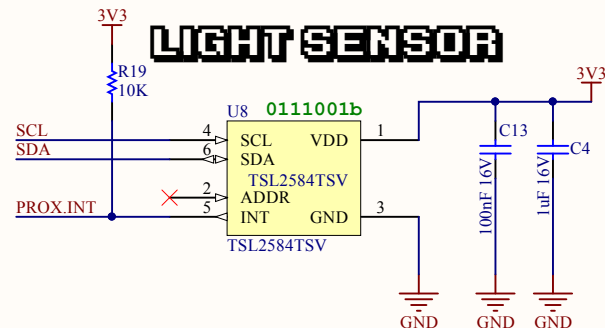 LIGHT SENSOR
3V3
R19
10K
U8
0111001b
3V3
SCL
SDA
PROX.INT
4
6
2
5
SCL
SDA
ADDR
INT
VDD
GND
TSL2584TSV
TSL2584TSV
1
3
C13
100nF 16V
C4
1uF 16V
GND
GND
GND